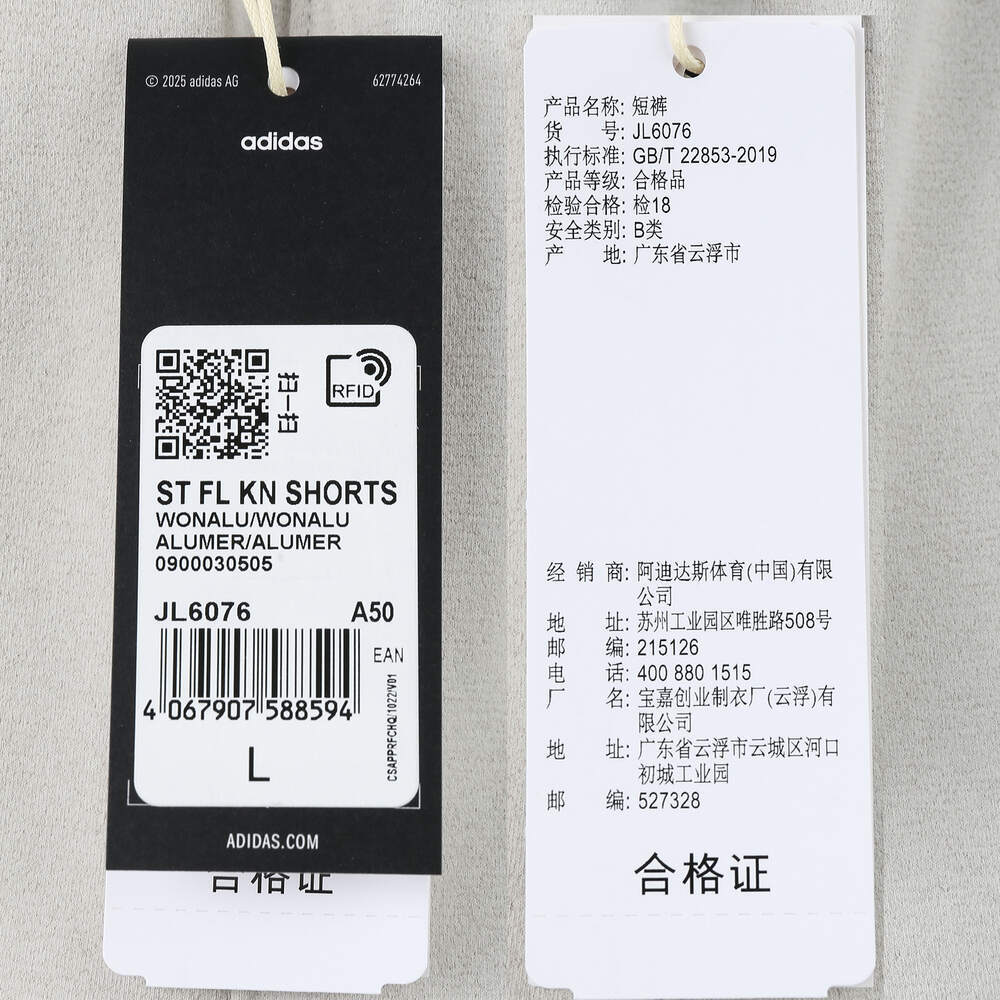 © 2025 adidas AG
62774264
adidas
扫一扫
RFID
ST FL KN SHORTS
WONALU/WONALU
ALUMER/ALUMER
0900030505
JL6076
A50
EAN
4 067907 588594
CSAPPRFCHQ/1022/V01
L
ADIDAS.COM
合格证
产品名称: 短裤
货 号: JL6076
执行标准: GB/T 22853-2019
产品等级: 合格品
检验合格: 检18
安全类别: B类
产 地: 广东省云浮市
经 销 商: 阿迪达斯体育(中国)有限
公司
地 址: 苏州工业园区唯胜路508号
邮 编: 215126
电 话: 400 880 1515
厂 名: 宝嘉创业制衣厂(云浮)有
限公司
地 址: 广东省云浮市云城区河口
初城工业园
邮 编: 527328
合格证